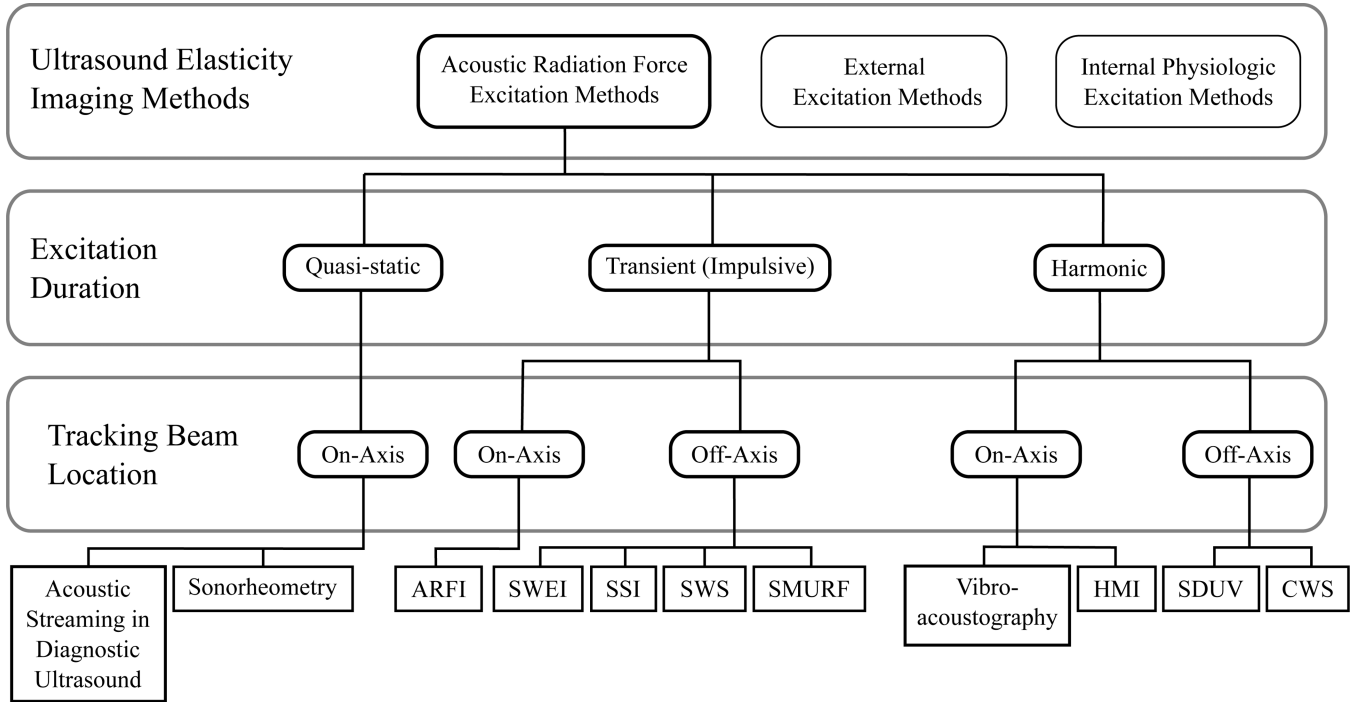 Ultrasound Elasticity
Imaging Methods
Acoustic Radiation Force
Excitation Methods
External
Excitation Methods
Internal Physiologic
Excitation Methods
Excitation
Duration
Quasi-static
Transient (Impulsive)
Harmonic
Tracking Beam
Location
On-Axis
On-Axis
Off-Axis
On-Axis
Off-Axis
Acoustic
Streaming in
Diagnostic
Ultrasound
Sonorheometry
ARFI
SWEI
SSI
SWS
SMURF
Vibro-
acoustography
HMI
SDUV
CWS